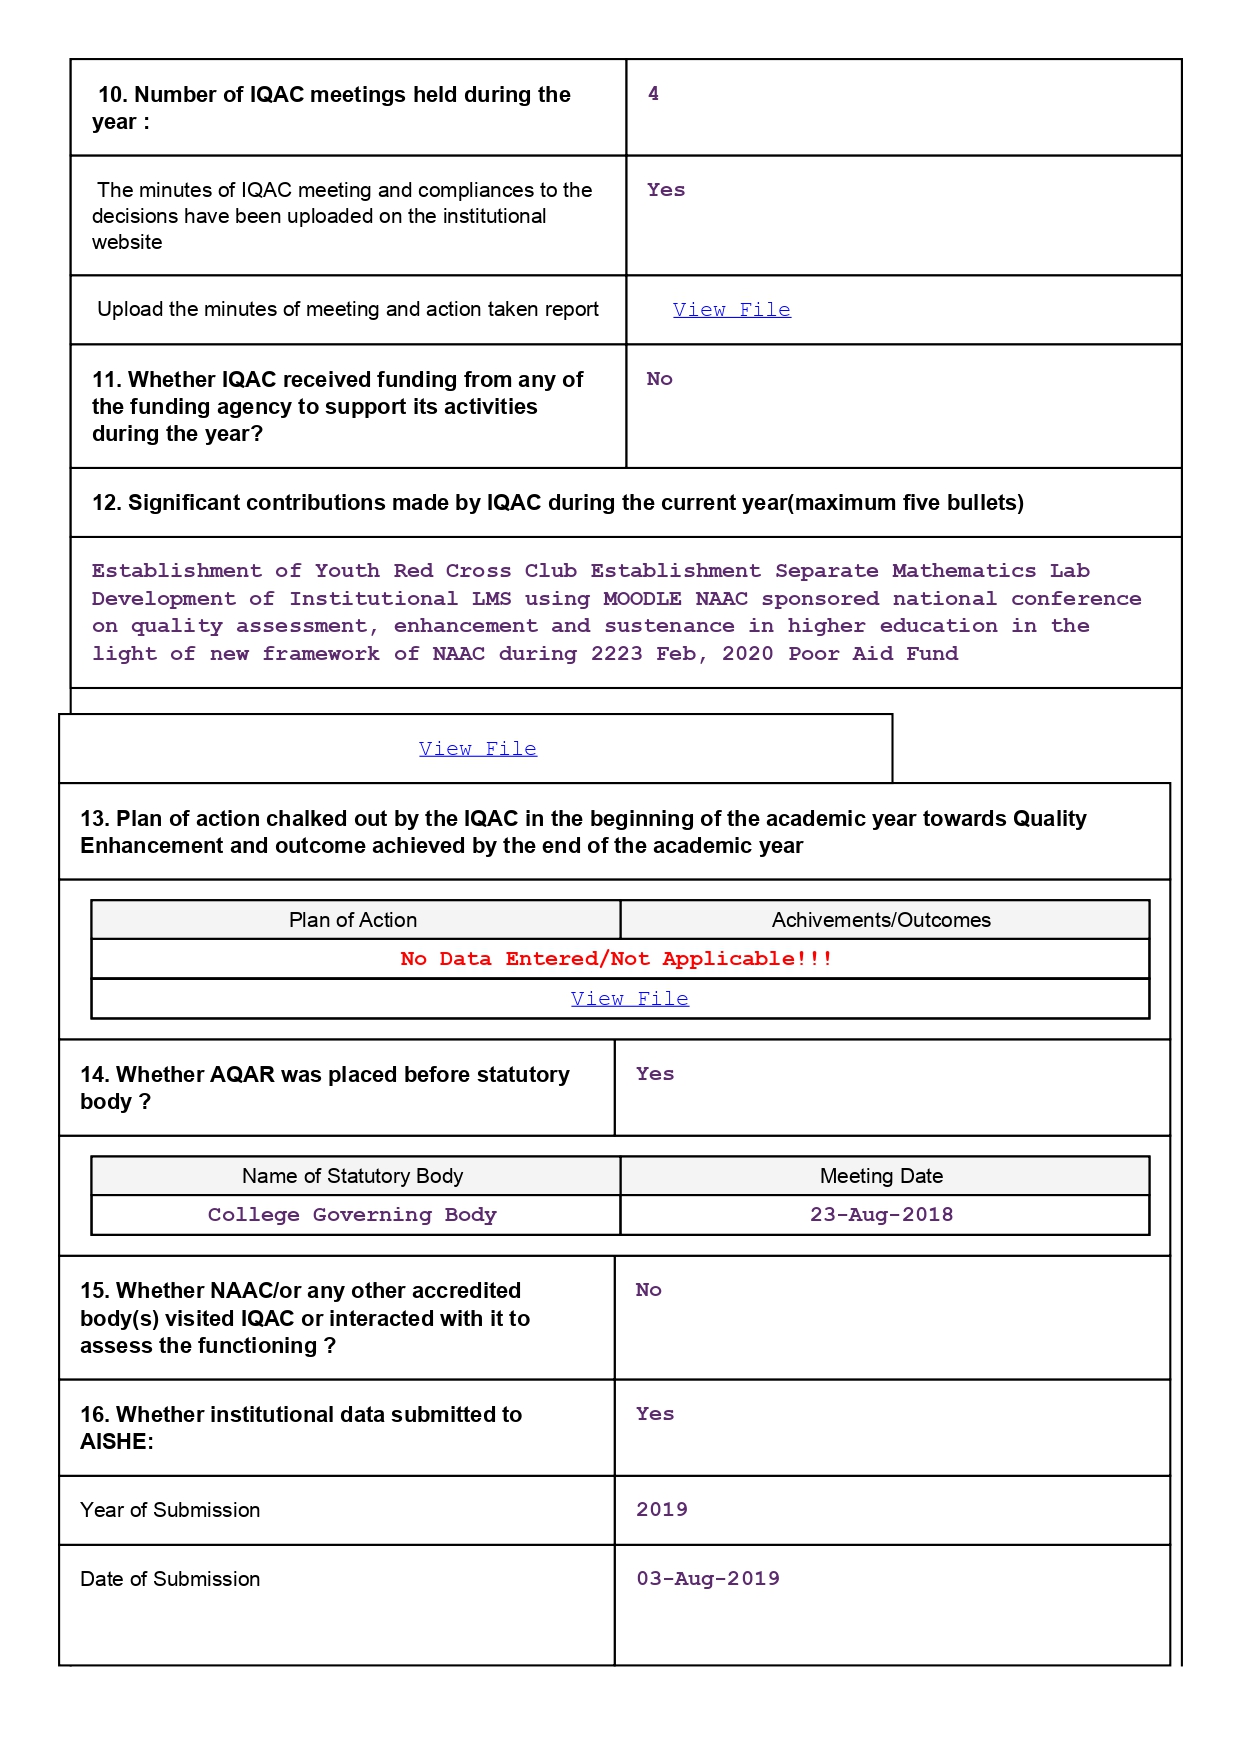 10. Number of IQAC meetings held during the
year :
4
The minutes of IQAC meeting and compliances to the
decisions have been uploaded on the institutional
website
Yes
Upload the minutes of meeting and action taken report
View File
11. Whether IQAC received funding from any of
the funding agency to support its activities
during the year?
No
12. Significant contributions made by IQAC during the current year(maximum five bullets)
Establishment of Youth Red Cross Club Establishment Separate Mathematics Lab
Development of Institutional LMS using MOODLE NAAC sponsored national conference
on quality assessment, enhancement and sustenance in higher education in the
light of new framework of NAAC during 2223 Feb, 2020 Poor Aid Fund
View File
13. Plan of action chalked out by the IQAC in the beginning of the academic year towards Quality
Enhancement and outcome achieved by the end of the academic year
Plan of Action
Achivements/Outcomes
No Data Entered/Not Applicable!!!
View File
14. Whether AQAR was placed before statutory
body ?
Yes
Name of Statutory Body
Meeting Date
College Governing Body
23-Aug-2018
15. Whether NAAC/or any other accredited
body(s) visited IQAC or interacted with it to
assess the functioning ?
No
16. Whether institutional data submitted to
AISHE:
Yes
Year of Submission
2019
Date of Submission
03-Aug-2019